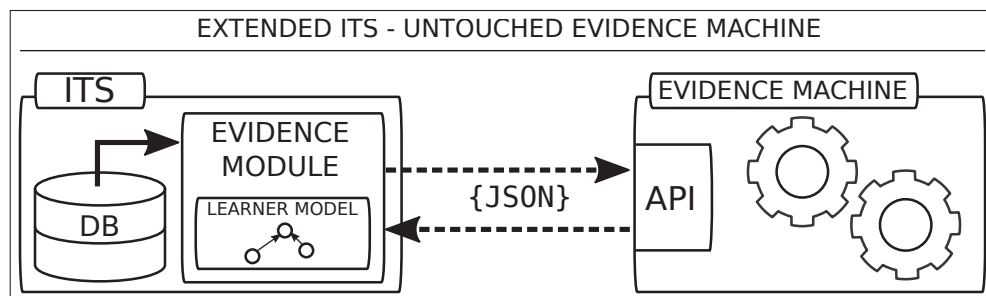 EXTENDED ITS - UNTOUCHED EVIDENCE MACHINE
ITS
EVIDENCE MACHINE
EVIDENCE
MODULE
{JSON}
API
LEARNER MODEL
DB